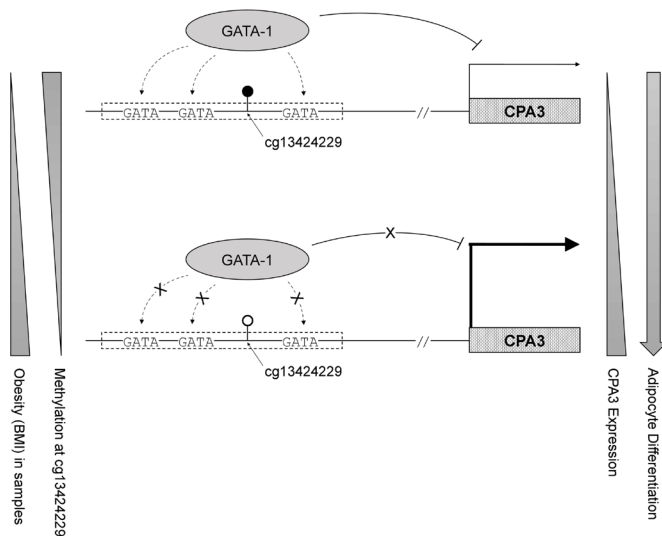 GATA-1
GATA GATA GATA
cg13424229
//
CPA3
GATA-1
X
X X X
GATA GATA GATA
cg13424229
//
CPA3
Obesity (BMI) in samples
Methylation at cg13424229
CPA3 Expression
Adipocyte Differentiation